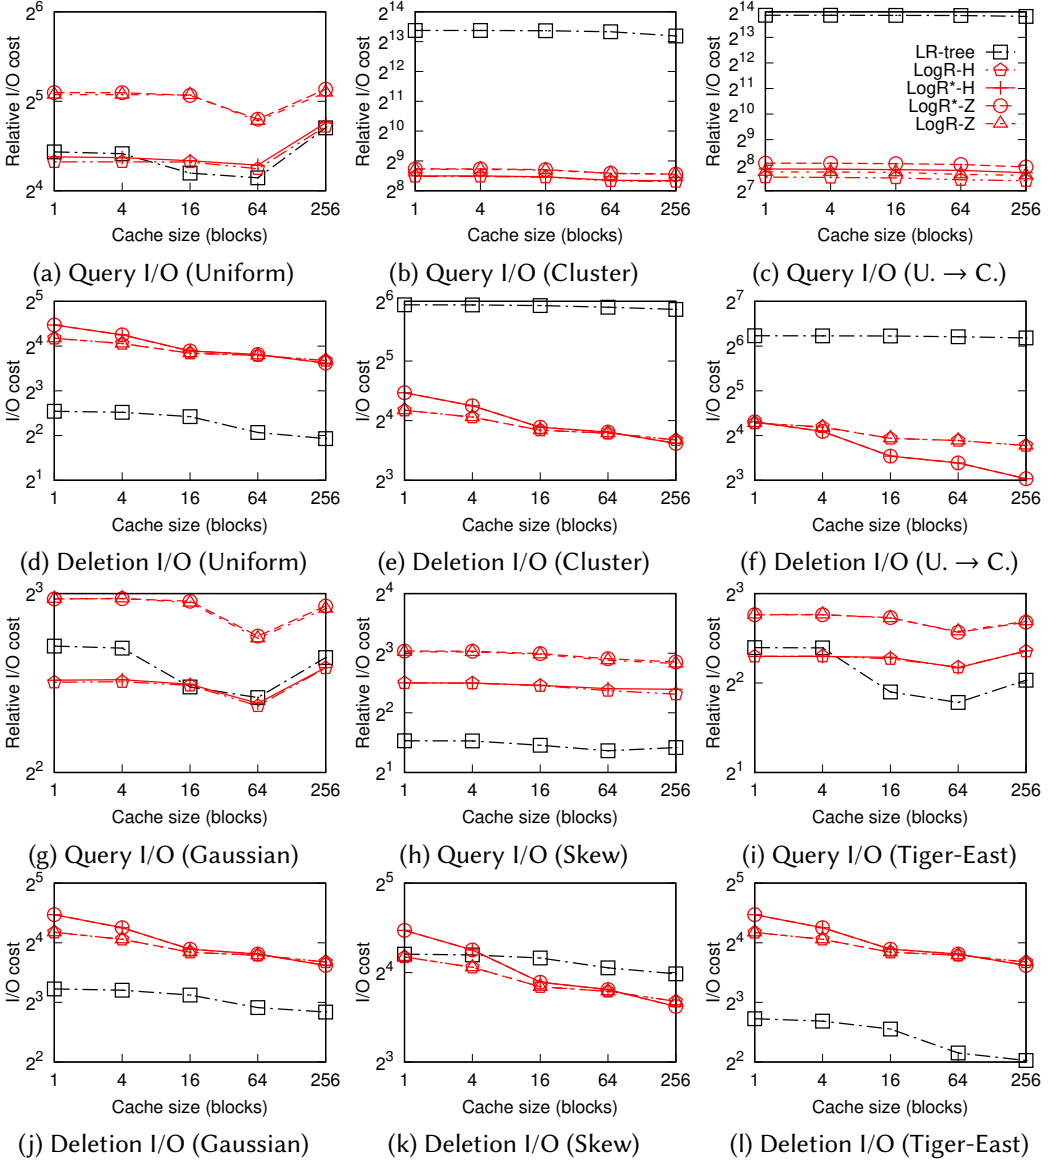 2^6 2^5 2^4
Relative I/O cost
1 4 16 64 256
Cache size (blocks)
(a) Query I/O (Uniform)
2^14 2^13 2^12 2^11 2^10 2^9 2^8
Relative I/O cost
1 4 16 64 256
Cache size (blocks)
(b) Query I/O (Cluster)
2^14 2^13 2^12 2^11 2^10 2^9 2^8 2^7
Relative I/O cost
LR-tree
LogR-H
LogR*-H
LogR*-Z
LogR-Z
1 4 16 64 256
Cache size (blocks)
(c) Query I/O (U. → C.)
2^5 2^4 2^3 2^2 2^1
I/O cost
1 4 16 64 256
Cache size (blocks)
(d) Deletion I/O (Uniform)
2^6 2^5 2^4 2^3
I/O cost
1 4 16 64 256
Cache size (blocks)
(e) Deletion I/O (Cluster)
2^7 2^6 2^5 2^4 2^3
I/O cost
1 4 16 64 256
Cache size (blocks)
(f) Deletion I/O (U. → C.)
2^3 2^2 2^2
Relative I/O cost
1 4 16 64 256
Cache size (blocks)
(g) Query I/O (Gaussian)
2^4 2^3 2^2 2^1
Relative I/O cost
1 4 16 64 256
Cache size (blocks)
(h) Query I/O (Skew)
2^3 2^2 2^1
Relative I/O cost
1 4 16 64 256
Cache size (blocks)
(i) Query I/O (Tiger-East)
2^5 2^4 2^3 2^2
I/O cost
1 4 16 64 256
Cache size (blocks)
(j) Deletion I/O (Gaussian)
2^5 2^4 2^3
I/O cost
1 4 16 64 256
Cache size (blocks)
(k) Deletion I/O (Skew)
2^5 2^4 2^3 2^2
I/O cost
1 4 16 64 256
Cache size (blocks)
(l) Deletion I/O (Tiger-East)